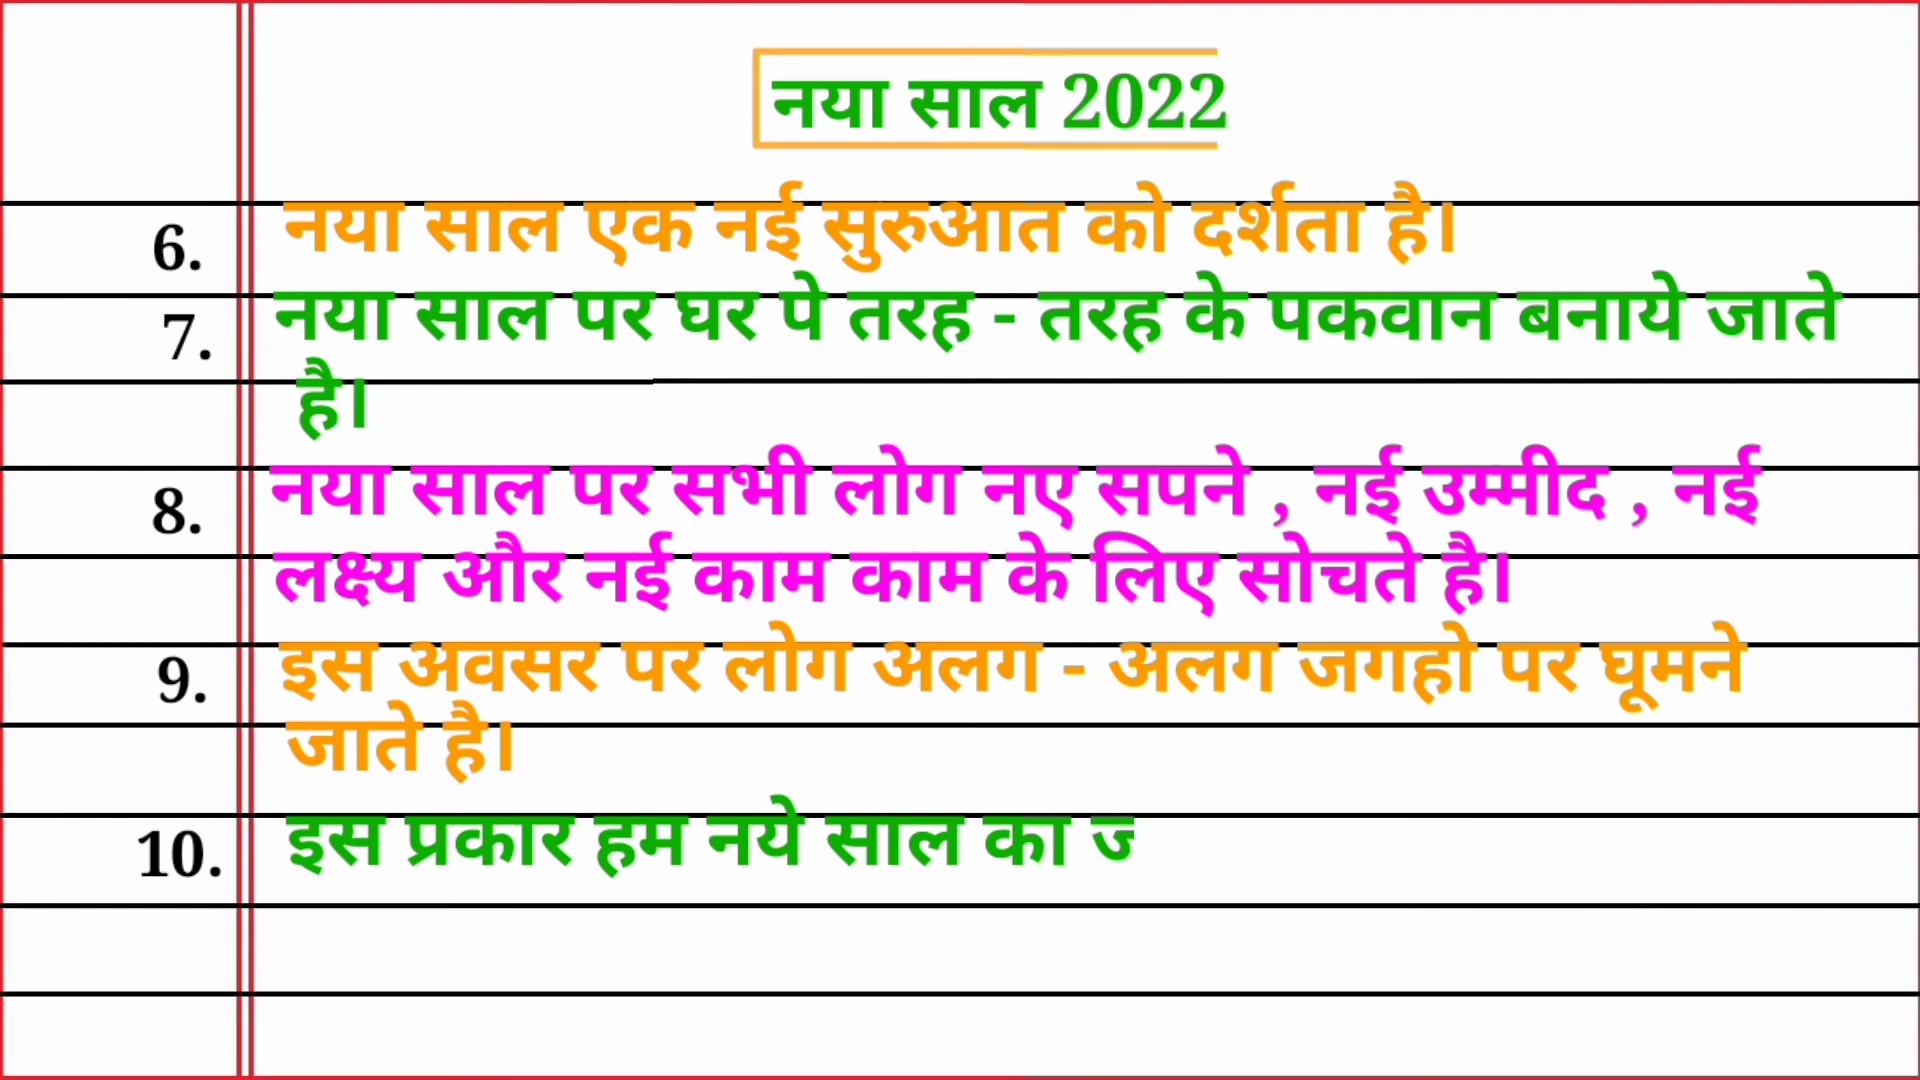 नया साल 2022
6. नया साल एक नई सुरुआत को दर्शता है।
7. नया साल पर घर पे तरह - तरह के पकवान बनाये जाते
है।
8. नया साल पर सभी लोग नए सपने , नई उम्मीद , नई
लक्ष्य और नई काम काम के लिए सोचते है।
9. इस अवसर पर लोग अलग - अलग जगहो पर घूमने
जाते है।
10. इस प्रकार हम नये साल का